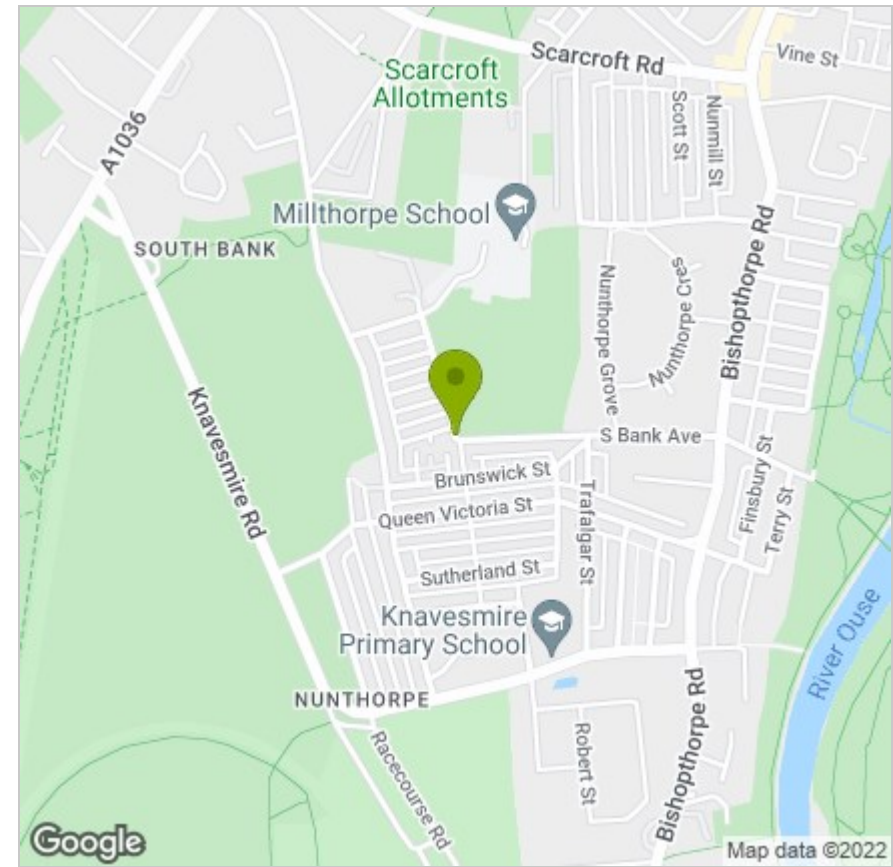 Vine St
Scarcroft Rd
Scarcroft
Allotments
Scott St
Nunmill St
A1036
Millthorpe School
SOUTH BANK
Bishopthorpe Rd
Nunthorpe Grove
Nunthorpe Cres
Knavesmire Rd
S Bank Ave
Brunswick St
Finsbury St
Terry St
Queen Victoria St
Trafalgar St
Sutherland St
Knavesmire
Primary School
River Ouse
NUNTHORPE
Bishopthorpe Rd
Robert St
Racecourse Rd
Google
Map data ©2022